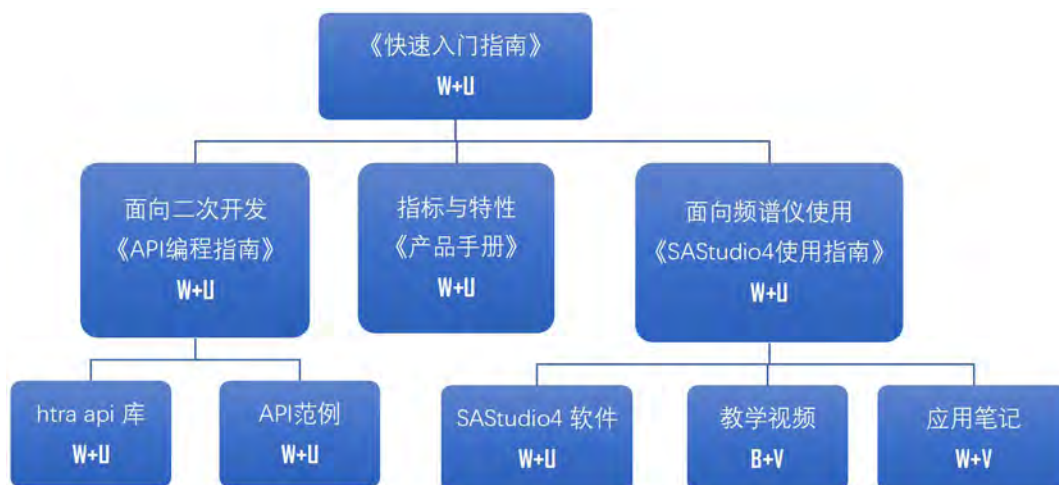 《快速入门指南》
W+U
面向二次开发
《API编程指南》
W+U
指标与特性
《产品手册》
W+U
面向频谱仪使用
《SAStudio4使用指南》
W+U
htra api 库
W+U
API范例
W+U
SAStudio4 软件
W+U
教学视频
B+V
应用笔记
W+V